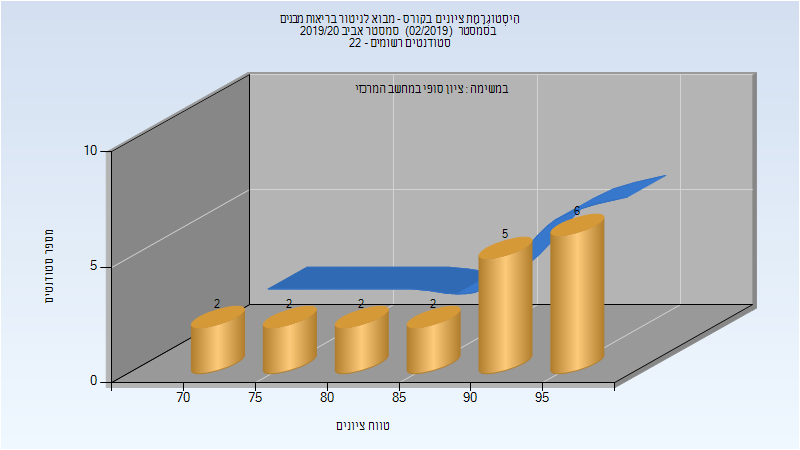 היסטוגרמת ציונים בקורס - מבוא לניטור בריאות מבנים
בסמסטר (02/2019) סמסטר אביב 2019/20
סטודנטים רשומים - 22
במשימה : ציון סופי במחשב המרכזי
10
5
0
מספר סטודנטים
2
2
2
2
5
6
70
75
80
85
90
95
טווח ציונים